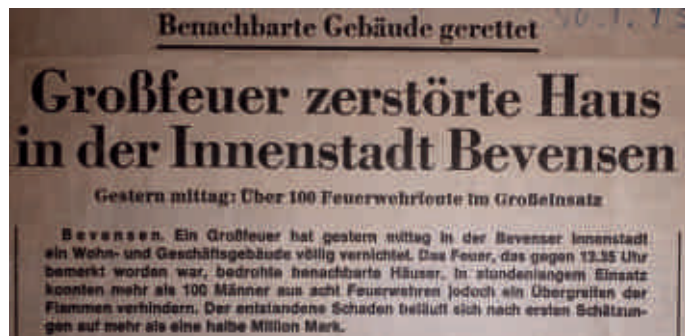 Benachbarte Gebäude gerettet
Großfeuer zerstörte Haus
in der Innenstadt Bevensen
Gestern mittag: Über 100 Feuerwehrleute im Großeinsatz
Bevensen. Ein Großfeuer hat gestern mittag in der Bevenser Innenstadt
ein Wohn- und Geschäftsgebäude völlig vernichtet. Das Feuer, das gegen 13.35 Uhr
bemerkt worden war, bedrohte benachbarte Häuser. In stundenlangem Einsatz
konnten mehr als 100 Männer aus acht Feuerwehren jedoch ein Übergreifen der
Flammen verhindern. Der entstandene Schaden beläuft sich nach ersten Schätzun-
gen auf mehr als eine halbe Million Mark.